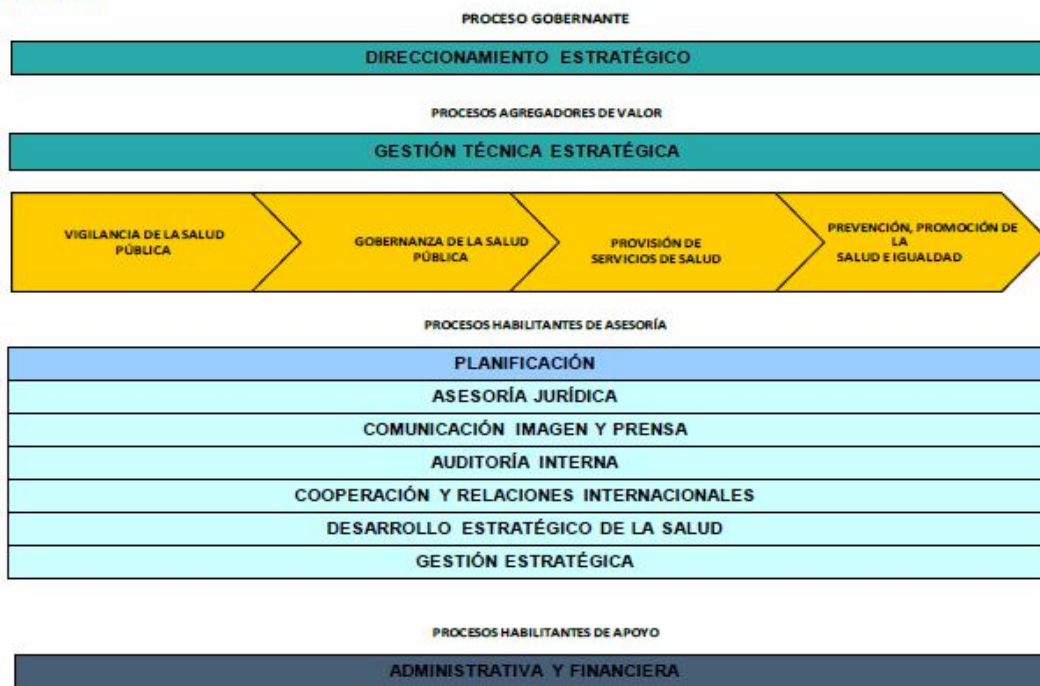 PROCESO GOBERNANTE
DIRECCIONAMIENTO ESTRATÉGICO
PROCESOS AGREGADORES DE VALOR
GESTIÓN TÉCNICA ESTRATÉGICA
VIGILANCIA DE LA SALUD
PÚBLICA
GOBERNANZA DE LA SALUD
PÚBLICA
PROVISIÓN DE
SERVICIOS DE SALUD
PREVENCIÓN, PROMOCIÓN DE
LA
SALUD E IGUALDAD
PROCESOS HABILITANTES DE ASESORÍA
PLANIFICACIÓN
ASESORÍA JURÍDICA
COMUNICACIÓN IMAGEN Y PRENSA
AUDITORÍA INTERNA
COOPERACIÓN Y RELACIONES INTERNACIONALES
DESARROLLO ESTRATÉGICO DE LA SALUD
GESTIÓN ESTRATÉGICA
PROCESOS HABILITANTES DE APOYO
ADMINISTRATIVA Y FINANCIERA